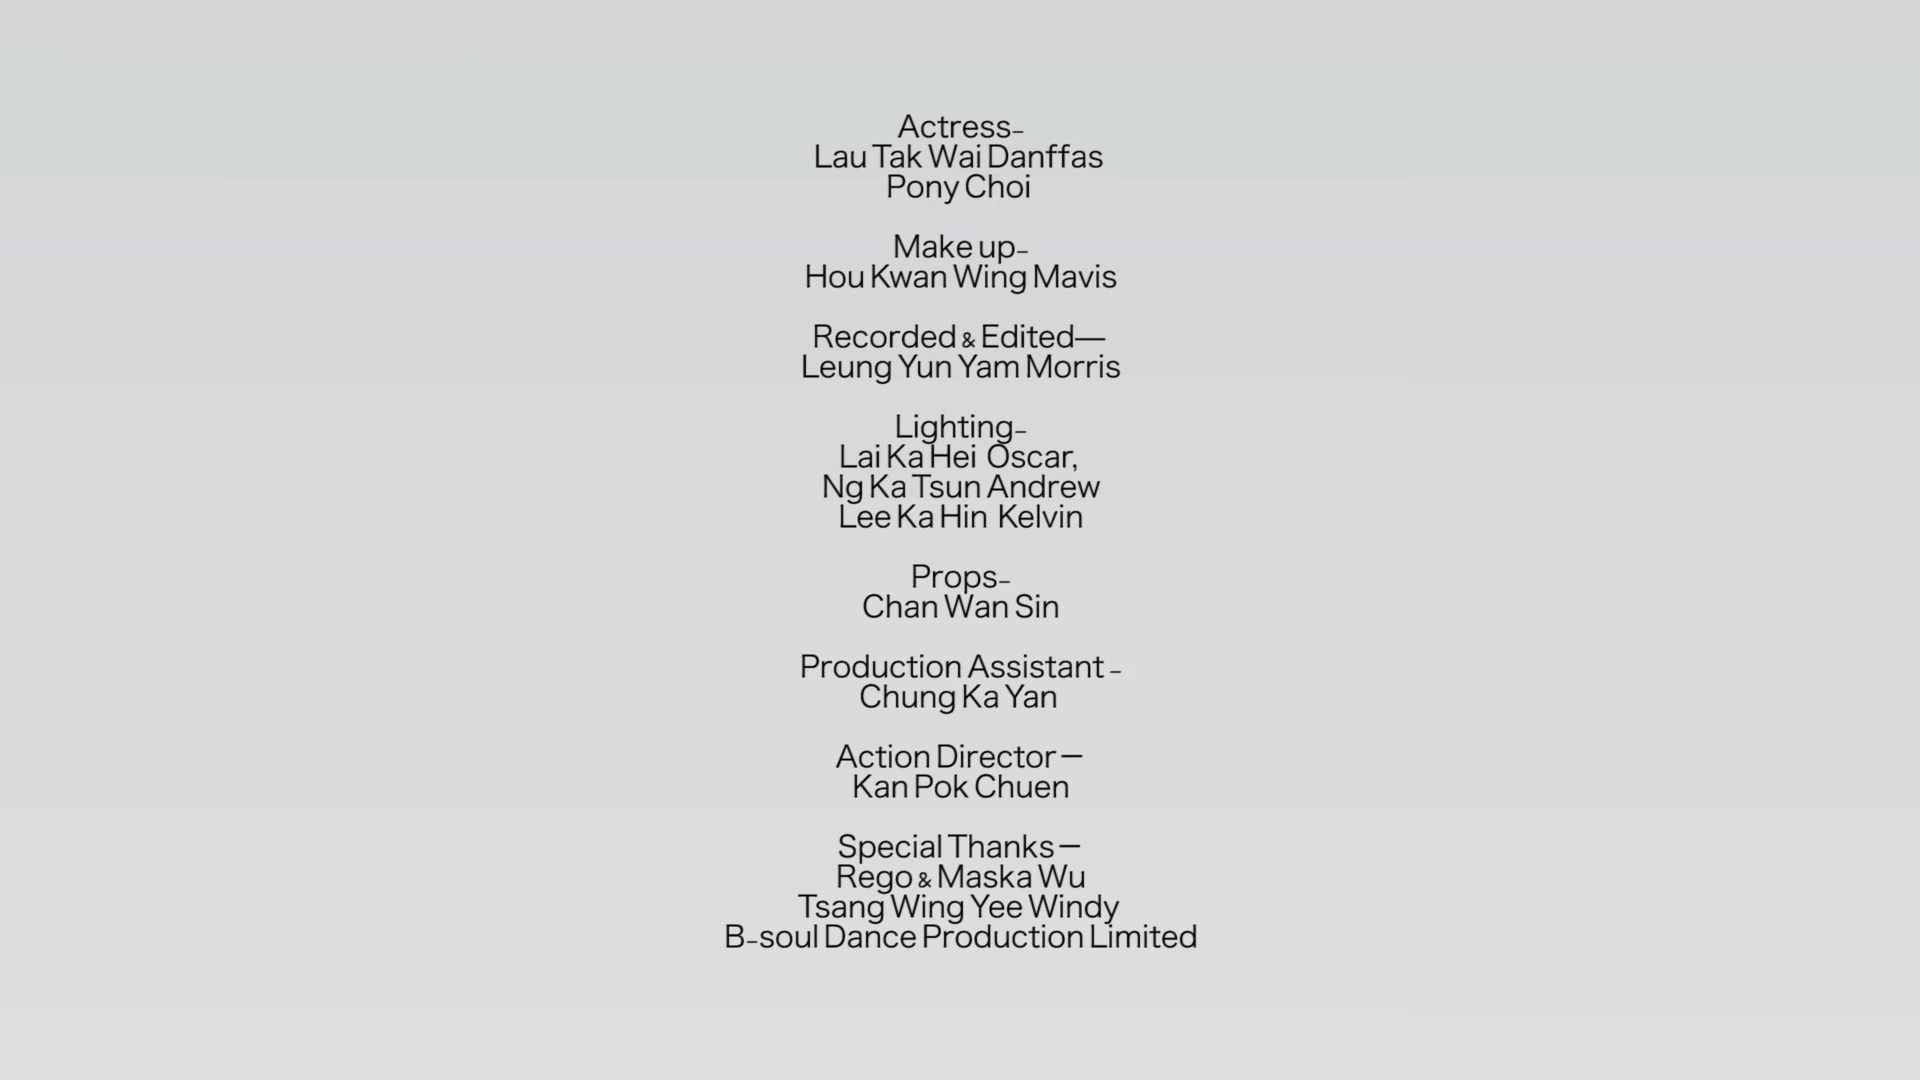 Actress–
Lau Tak Wai Danffas
Pony Choi
Make up–
Hou Kwan Wing Mavis
Recorded & Edited—
Leung Yun Yam Morris
Lighting–
Lai Ka Hei Oscar,
Ng Ka Tsun Andrew
Lee Ka Hin Kelvin
Props–
Chan Wan Sin
Production Assistant –
Chung Ka Yan
Action Director —
Kan Pok Chuen
Special Thanks —
Rego & Maska Wu
Tsang Wing Yee Windy
B-soul Dance Production Limited